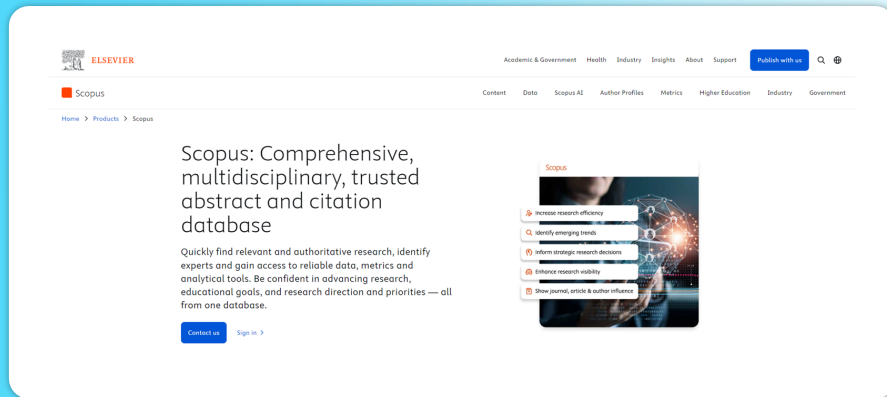 ELSEVIER
Academic & Government Health Industry Insights About Support Publish with us
Scopus
Content Data Scopus AI Author Profiles Metrics Higher Education Industry Government
Home > Products > Scopus
Scopus: Comprehensive,
multidisciplinary, trusted
abstract and citation
database
Quickly find relevant and authoritative research, identify
experts and gain access to reliable data, metrics and
analytical tools. Be confident in advancing research,
educational goals, and research direction and priorities — all
from one database.
Contact us Sign in >
Scopus
Increase research efficiency
Identify emerging trends
Inform strategic research decisions
Enhance research visibility
Show journal, article & author influence